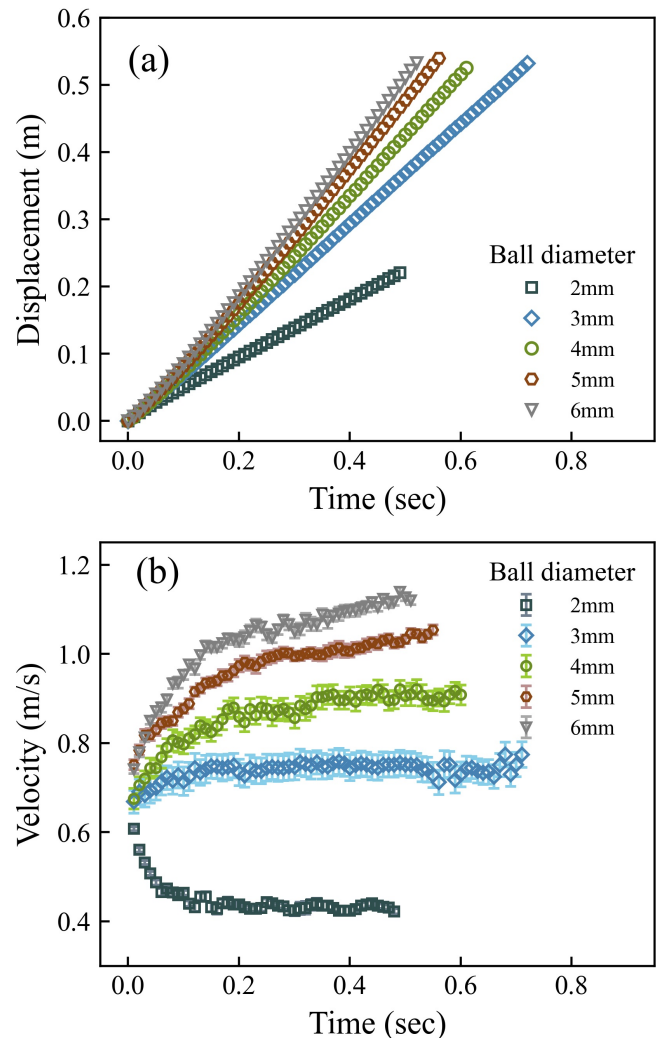 0.6
(a)
0.5
0.4
0.3
0.2
0.1
0.0
Displacement (m)
Ball diameter
2mm
3mm
4mm
5mm
6mm
0.0 0.2 0.4 0.6 0.8
Time (sec)
1.2
(b)
1.0
0.8
0.6
0.4
Velocity (m/s)
Ball diameter
2mm
3mm
4mm
5mm
6mm
0.0 0.2 0.4 0.6 0.8
Time (sec)